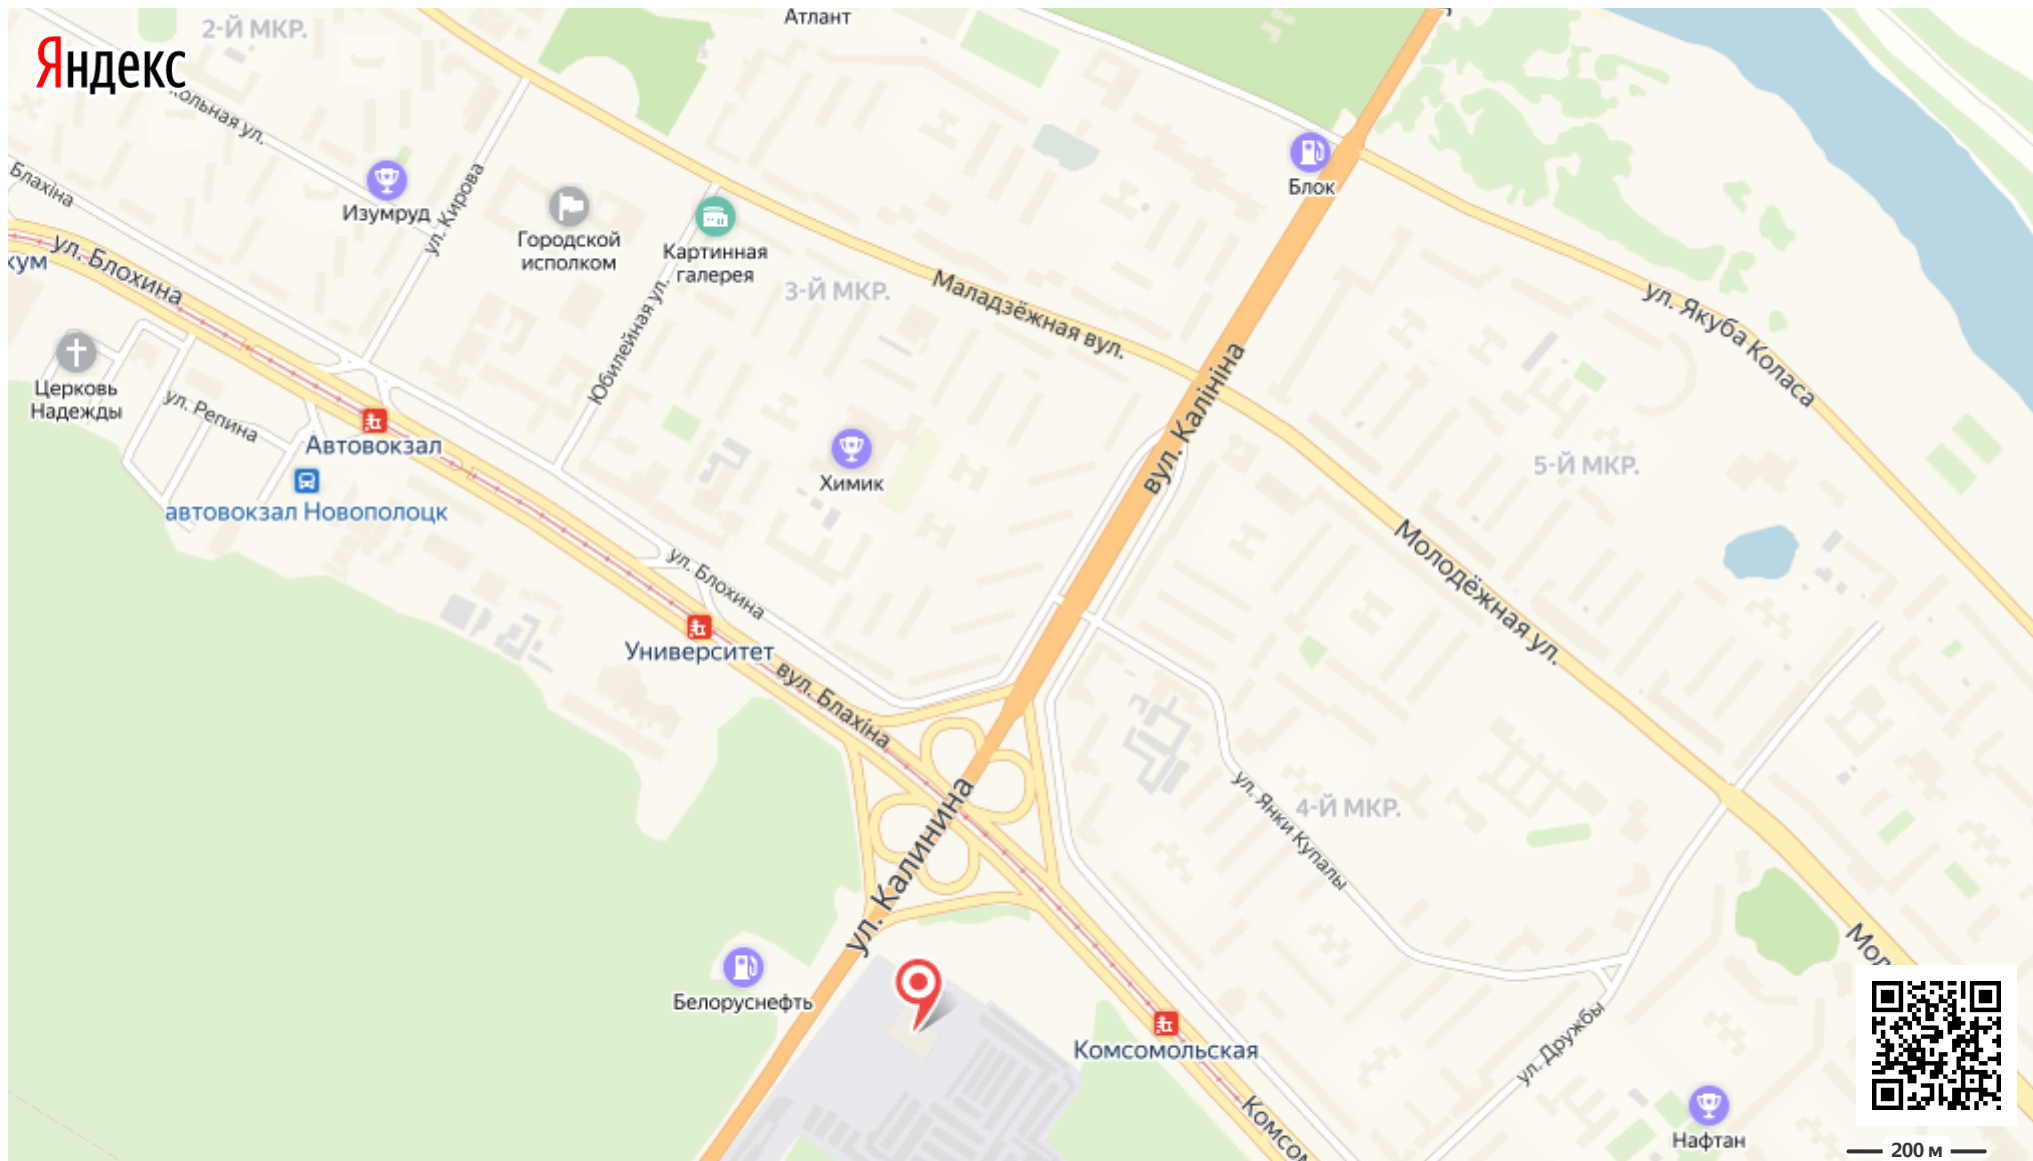 Атлант
2-Й МКР.
Яндекс
ул.
Блахіна
Изумруд
ул. Кирова
Городской
исполком
Картинная
галерея
Блок
ул. Блохина
3-Й МКР.
Маладзёжная вул.
ул. Якуба Коласа
Юбилейная ул.
вул. Калініна
Церковь
Надежды
ул. Репина
Автовокзал
автовокзал Новополоцк
Химик
5-Й МКР.
Молодёжная ул.
ул. Блохина
Университет
вул. Блахіна
ул. Калинина
ул. Янки Купалы
4-Й МКР.
Белоруснефть
Комсомольская
ул. Дружбы
Нафтан
200 м